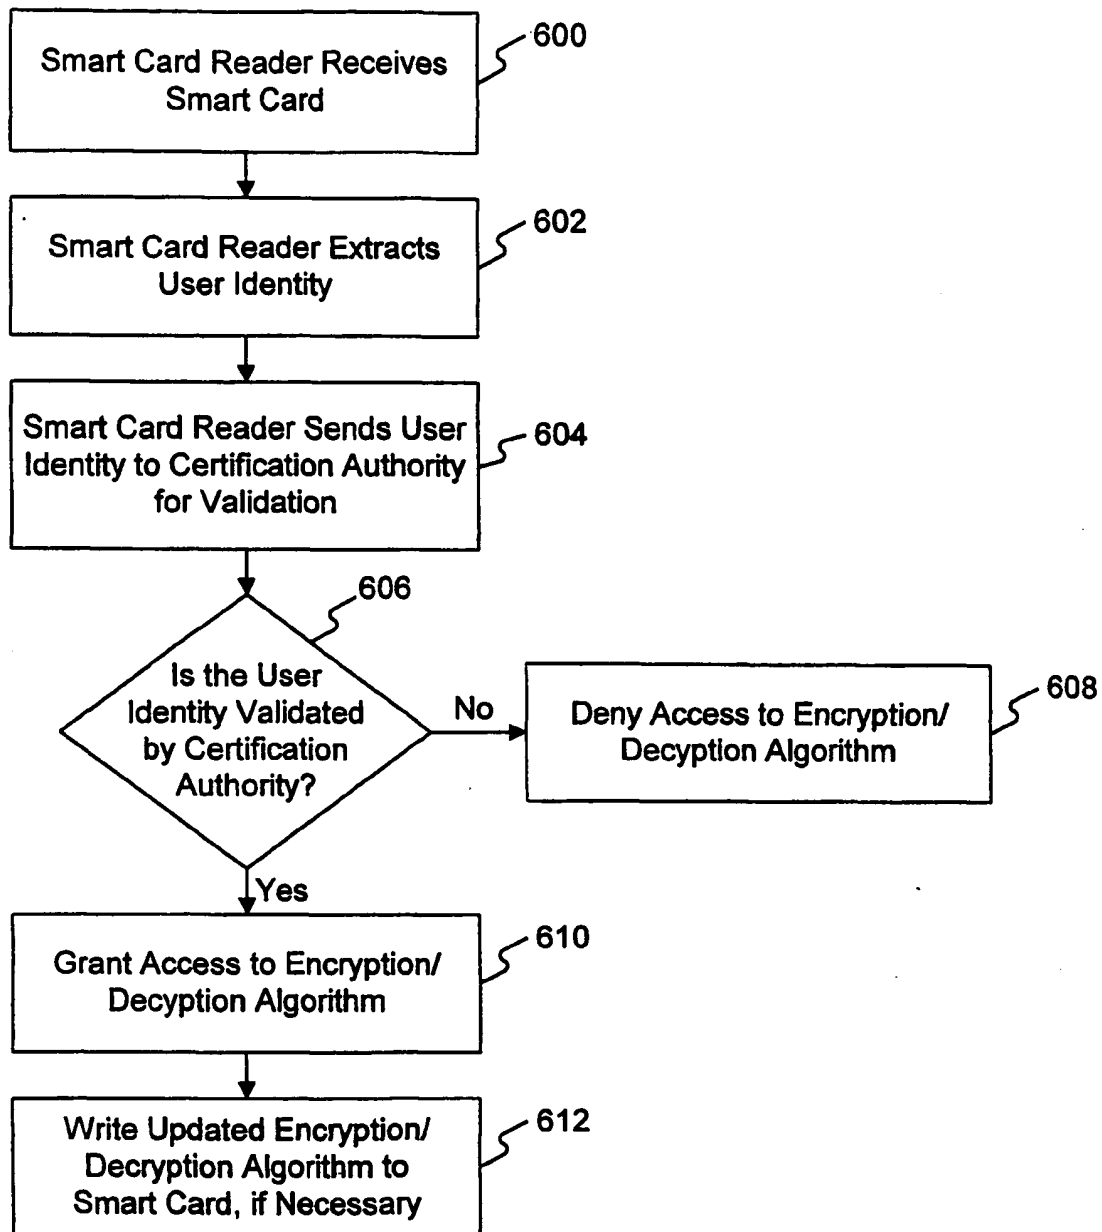 Smart Card Reader Receives
Smart Card
600
Smart Card Reader Extracts
User Identity
602
Smart Card Reader Sends User
Identity to Certification Authority
for Validation
604
606
Is the User
Identity Validated
by Certification
Authority?
No
Deny Access to Encryption/
Decyption Algorithm
608
Yes
Grant Access to Encryption/
Decyption Algorithm
610
Write Updated Encryption/
Decryption Algorithm to
Smart Card, if Necessary
612